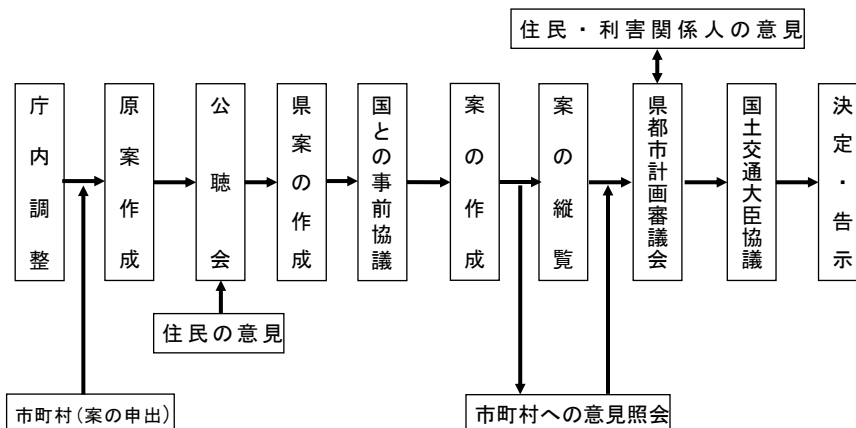 住民・利害関係人の意見
庁内調整
原案作成
公聴会
県案の作成
国との事前協議
案の作成
案の縦覧
県都市計画審議会
国土交通大臣協議
決定・告示
住民の意見
市町村(案の申出)
市町村への意見照会